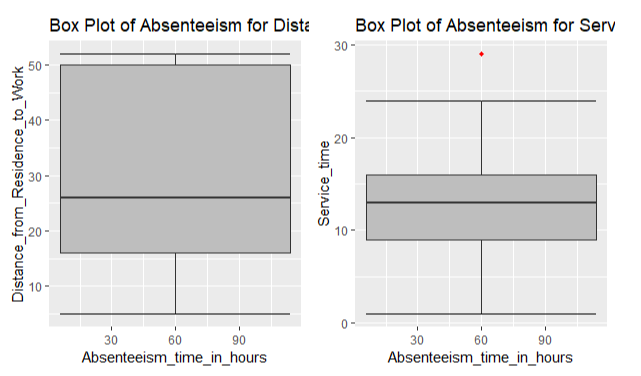 Box Plot of Absenteeism for Dista
50
40
30
20
10
Distance_from_Residence_to_Work
30 60 90
Absenteeism_time_in_hours
Box Plot of Absenteeism for Serv
30
20
10
0
Service_time
30 60 90
Absenteeism_time_in_hours